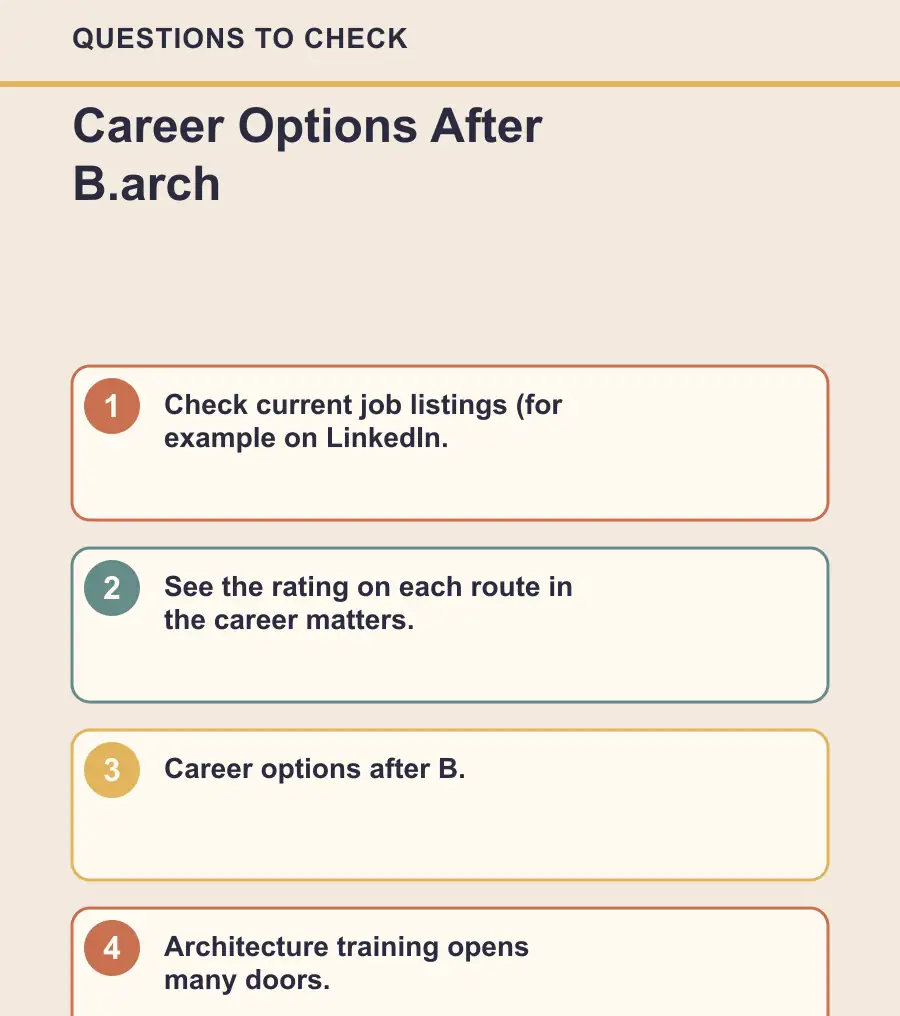 QUESTIONS TO CHECK
Career Options After
B.arch
1
Check current job listings (for
example on LinkedIn.
2
See the rating on each route in
the career matters.
3
Career options after B.
4
Architecture training opens
many doors.